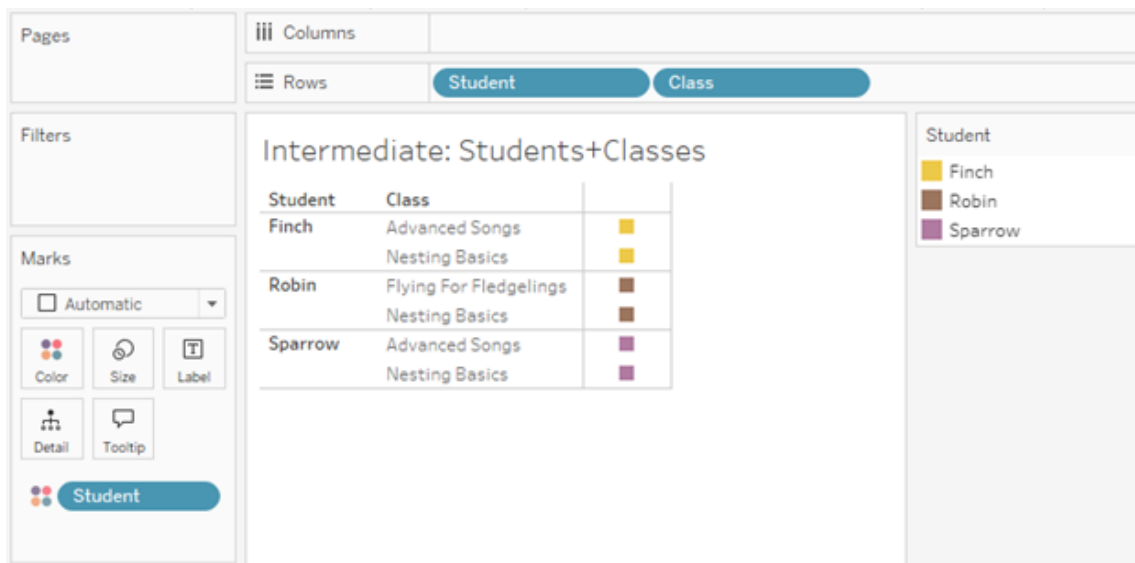 Pages
Columns
Rows Student Class
Filters
Intermediate: Students+Classes
Student Class
Finch Advanced Songs
Nesting Basics
Robin Flying For Fledgelings
Nesting Basics
Sparrow Advanced Songs
Nesting Basics
Student
Finch
Robin
Sparrow
Marks
Automatic
Color Size Label
Detail Tooltip
Student